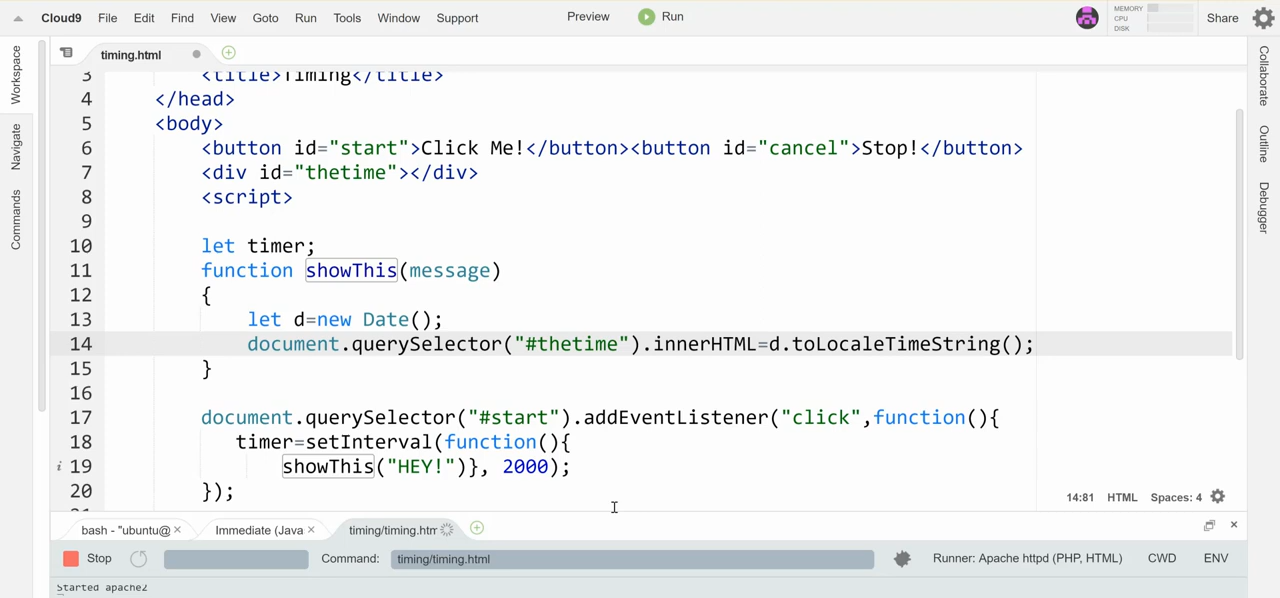 Cloud9 File Edit Find View Goto Run Tools Window Support Preview Run MEMORY CPU DISK Share
timing.html
Workspace
Navigate
Commands
Collaborate
Outline
Debugger
3 <title>Timing</title>
4 </head>
5 <body>
6 <button id="start">Click Me!</button><button id="cancel">Stop!</button>
7 <div id="thetime"></div>
8 <script>
9
10 let timer;
11 function showThis(message)
12 {
13 let d=new Date();
14 document.querySelector("#thetime").innerHTML=d.toLocaleTimeString();
15 }
16
17 document.querySelector("#start").addEventListener("click",function(){
18 timer=setInterval(function(){
i 19 showThis("HEY!")}, 2000);
20 });
14:81 HTML Spaces: 4
bash - "ubuntu@ × Immediate (Java × timing/timing.htm
Stop Command: timing/timing.html Runner: Apache httpd (PHP, HTML) CWD ENV
Started apache2